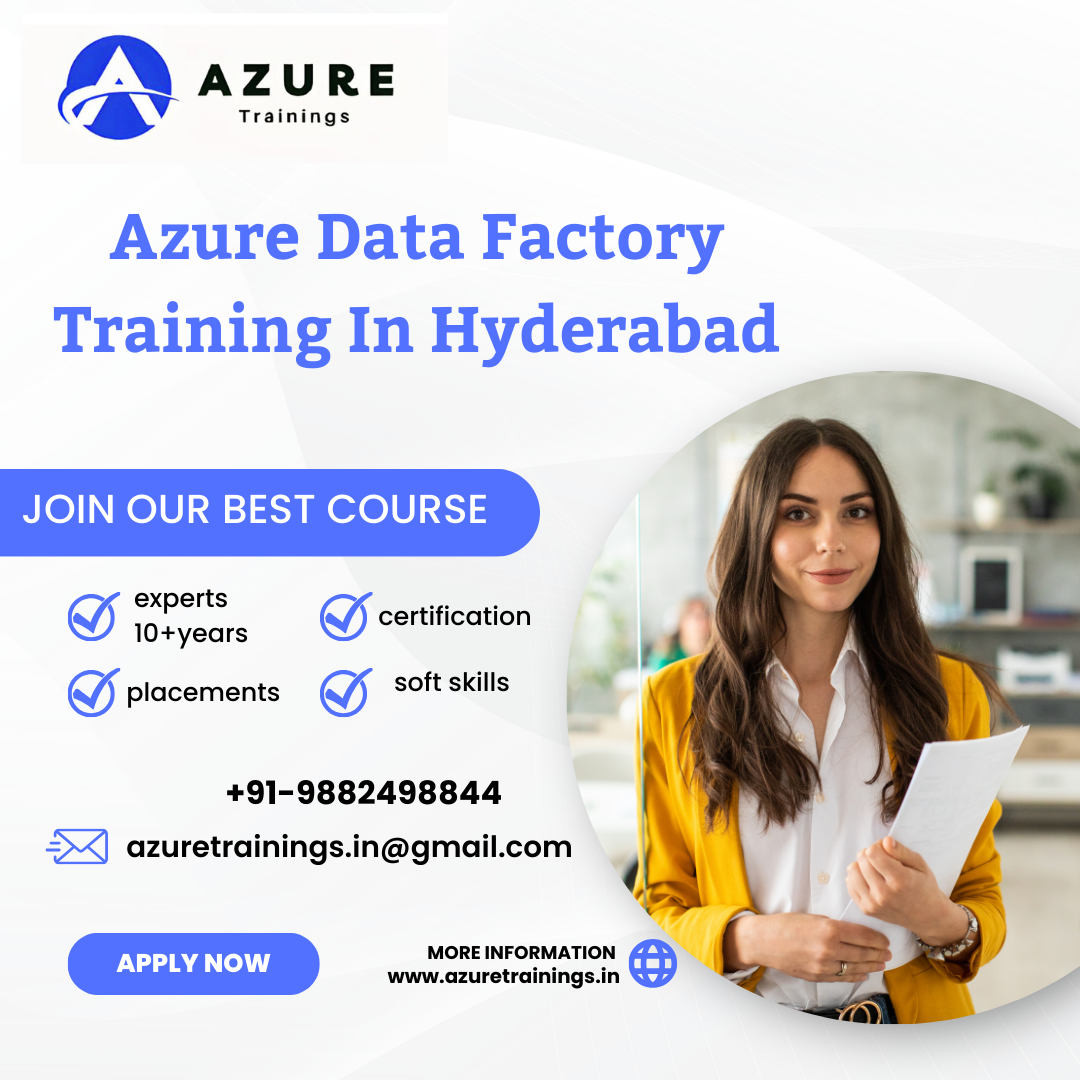 AZURE
Trainings
Azure Data Factory
Training In Hyderabad
JOIN OUR BEST COURSE
experts
10+years
certification
placements
soft skills
+91-9882498844
azuretrainings.in@gmail.com
APPLY NOW
MORE INFORMATION
www.azuretrainings.in